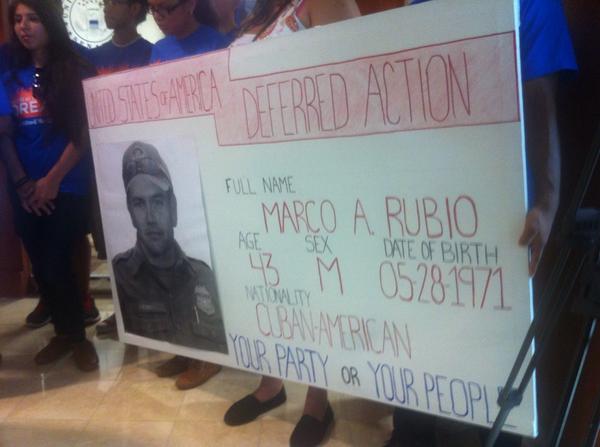 UNITED STATES of AMERICA
DEFERRED ACTION
FULL NAME
MARCO A. RUBIO
AGE SEX DATE OF BIRTH
43 M 05-28-1971
NATIONALITY
CUBAN-AMERICAN
YOUR PARTY OR YOUR PEOPLE